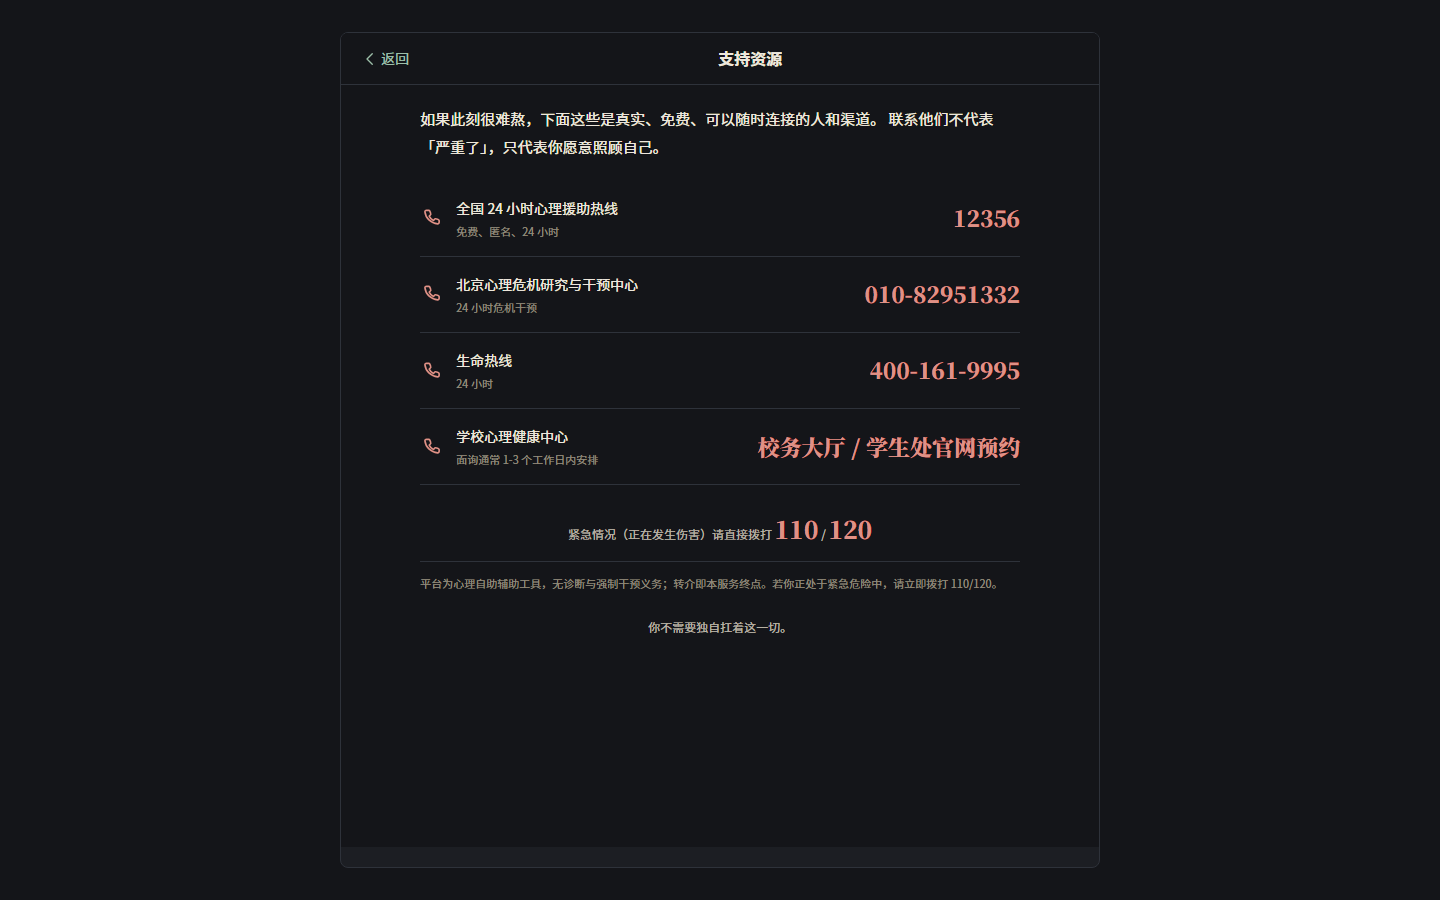 返回
支持资源
如果此刻很难熬，下面这些是真实、免费、可以随时连接的人和渠道。 联系他们不代表
「严重了」，只代表你愿意照顾自己。
全国 24 小时心理援助热线
12356
免费、匿名、24 小时
北京心理危机研究与干预中心
010-82951332
24 小时危机干预
生命热线
400-161-9995
24 小时
学校心理健康中心
校务大厅 / 学生处官网预约
面询通常 1-3 个工作日内安排
紧急情况（正在发生伤害）请直接拨打 110 / 120
平台为心理自助辅助工具，无诊断与强制干预义务；转介即本服务终点。若你正处于紧急危险中，请立即拨打 110/120。
你不需要独自扛着这一切。